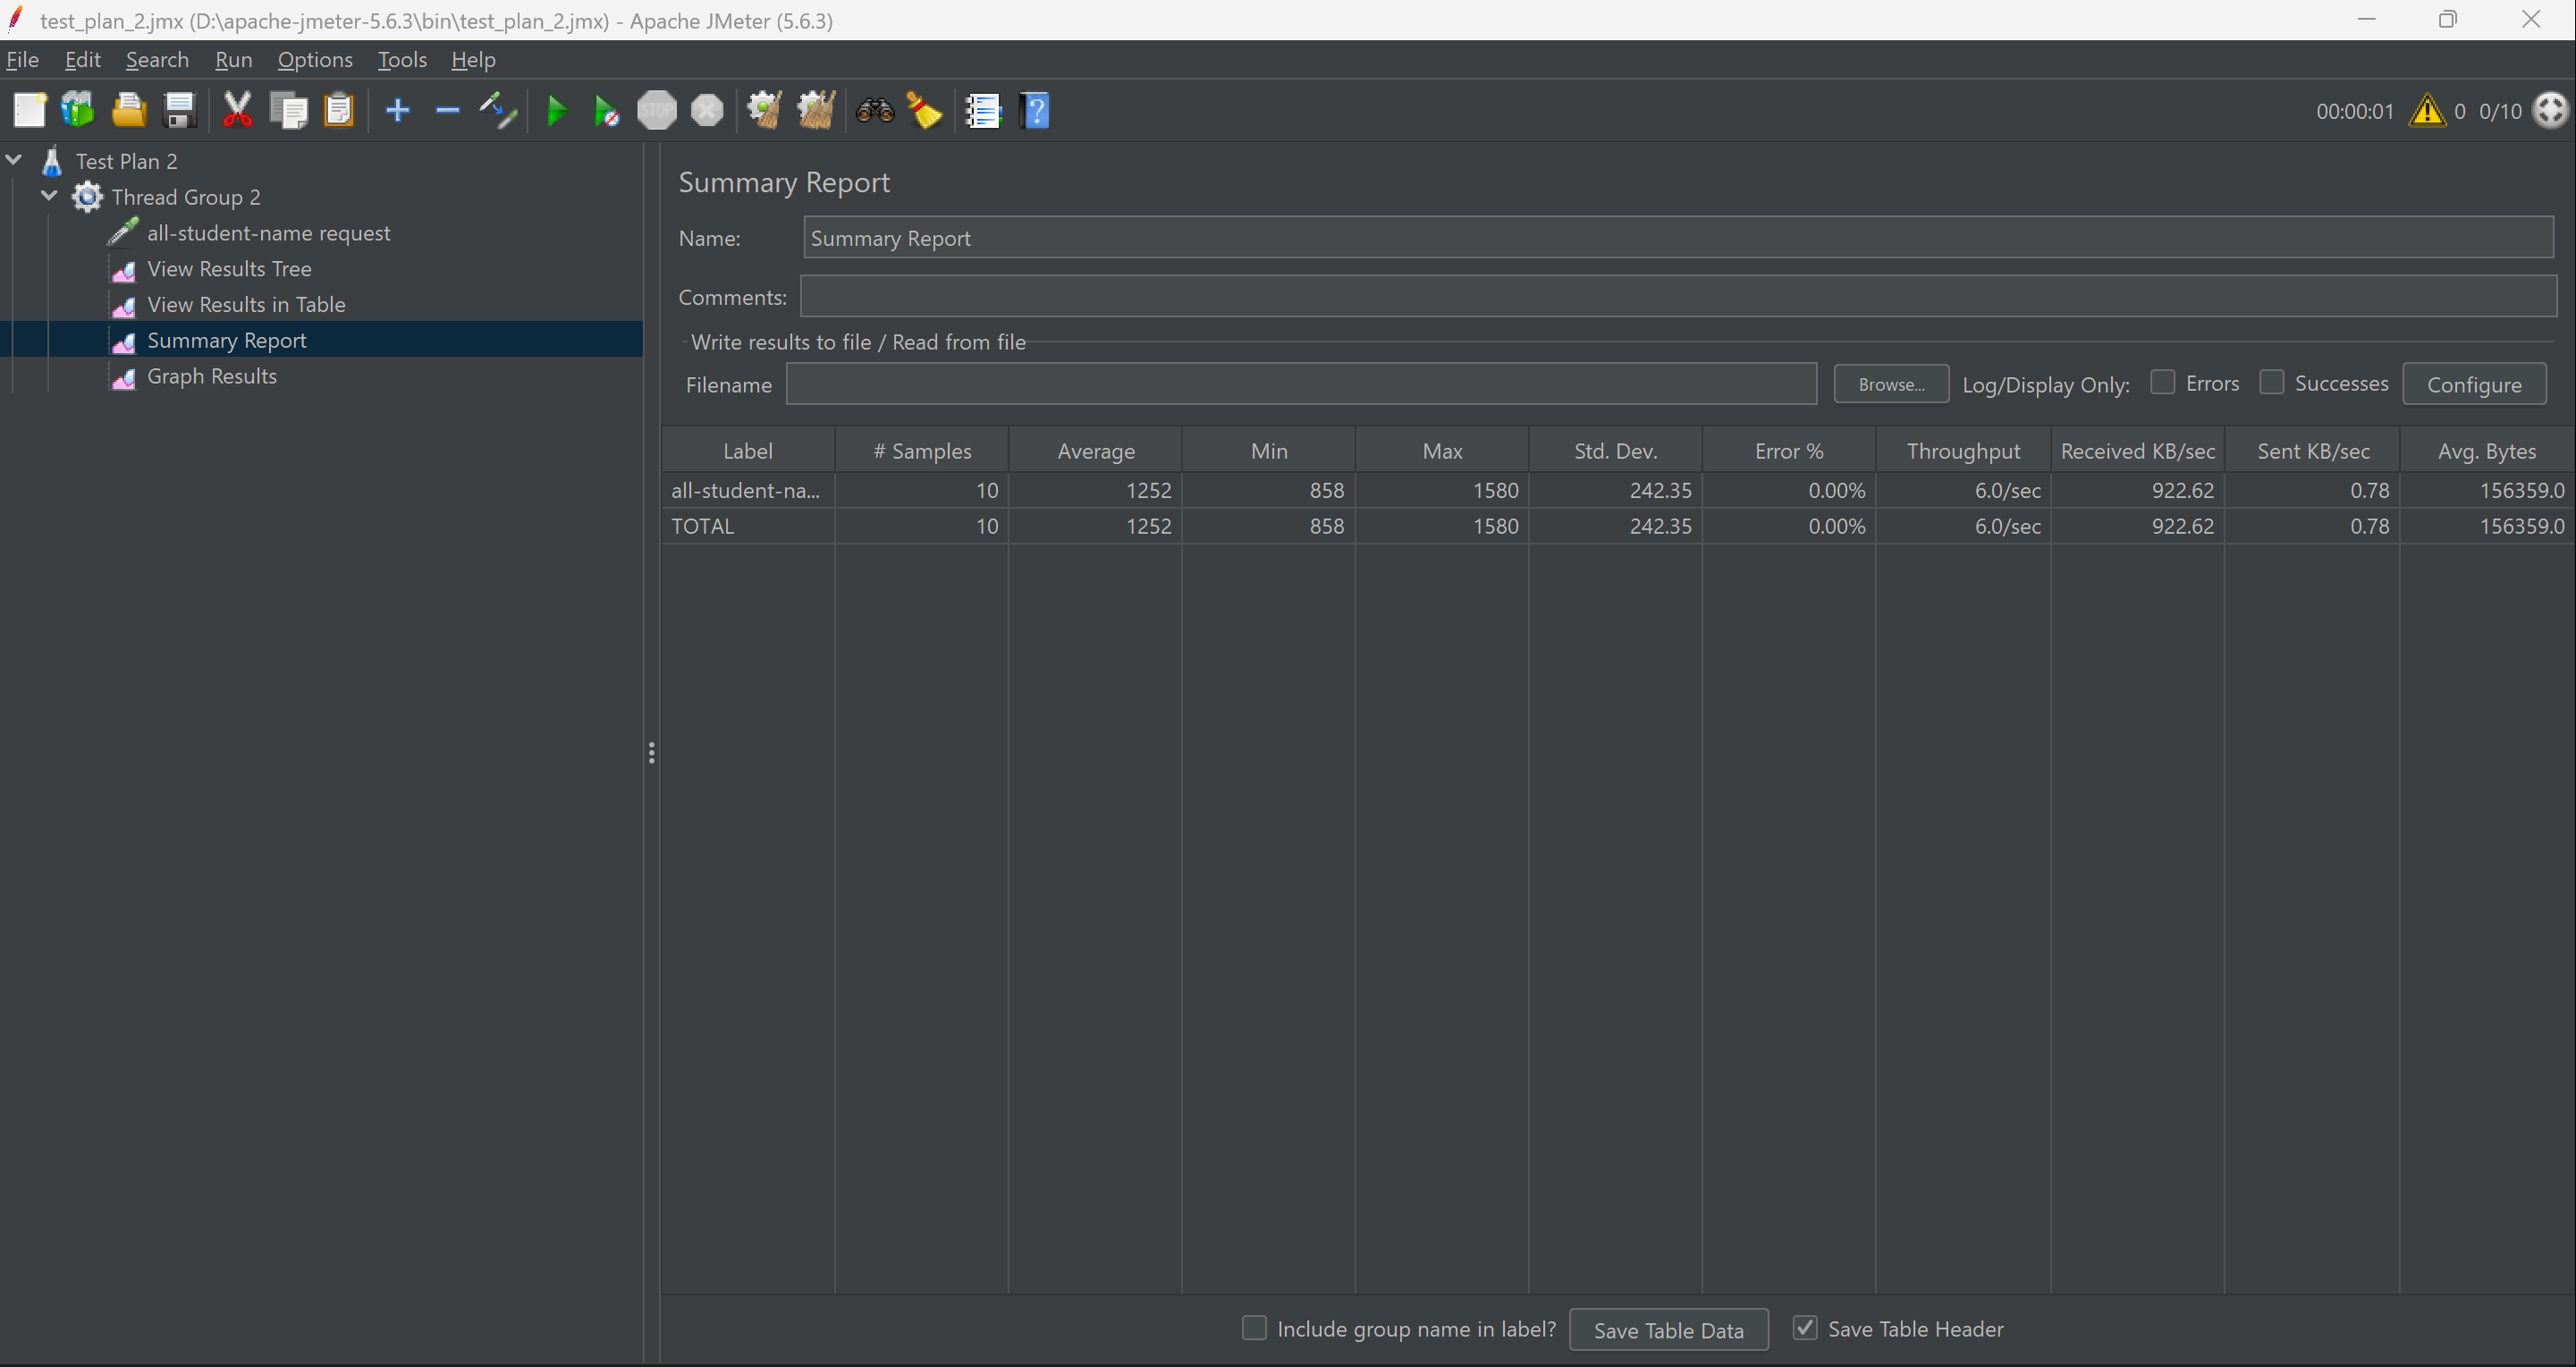 test_plan_2.jmx (D:\apache-jmeter-5.6.3\bin\test_plan_2.jmx) - Apache JMeter (5.6.3)
File Edit Search Run Options Tools Help
STOP ? 00:00:01 0 0/10
Test Plan 2
Thread Group 2
all-student-name request
View Results Tree
View Results in Table
Summary Report
Graph Results
Summary Report
Name: Summary Report
Comments:
Write results to file / Read from file
Filename Browse... Log/Display Only: Errors Successes Configure
Label # Samples Average Min Max Std. Dev. Error % Throughput Received KB/sec Sent KB/sec Avg. Bytes
all-student-na... 10 1252 858 1580 242.35 0.00% 6.0/sec 922.62 0.78 156359.0
TOTAL 10 1252 858 1580 242.35 0.00% 6.0/sec 922.62 0.78 156359.0
Include group name in label? Save Table Data Save Table Header